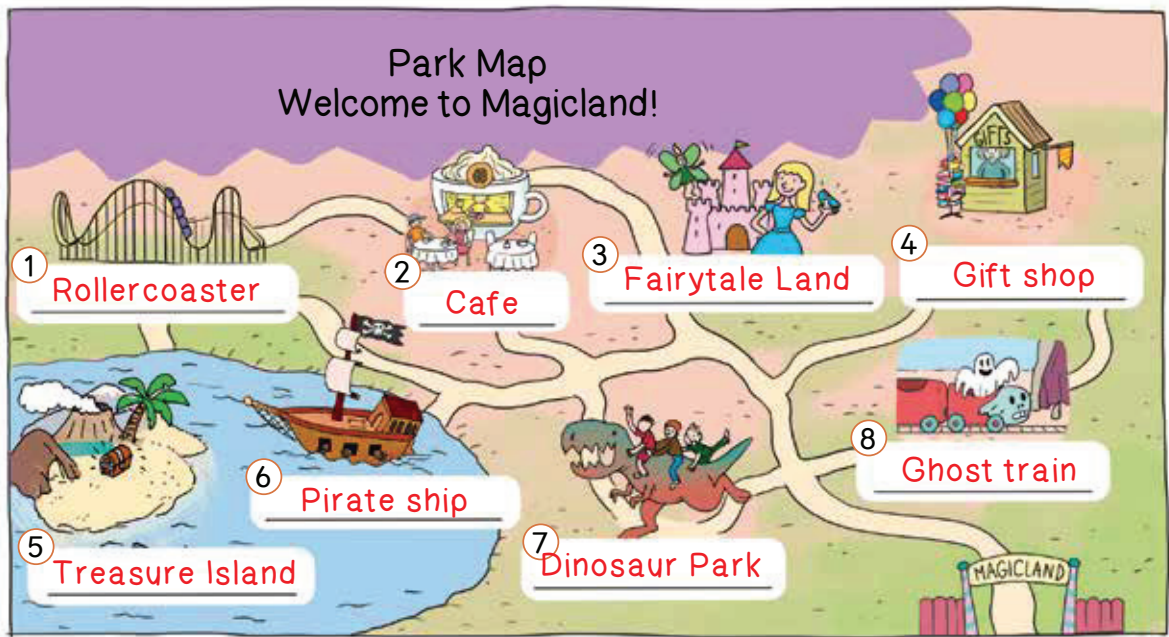 Park Map
Welcome to Magicland!
GIFTS
1 Rollercoaster
2 Cafe
3 Fairytale Land
4 Gift shop
5 Treasure Island
6 Pirate ship
7 Dinosaur Park
8 Ghost train
MAGICLAND